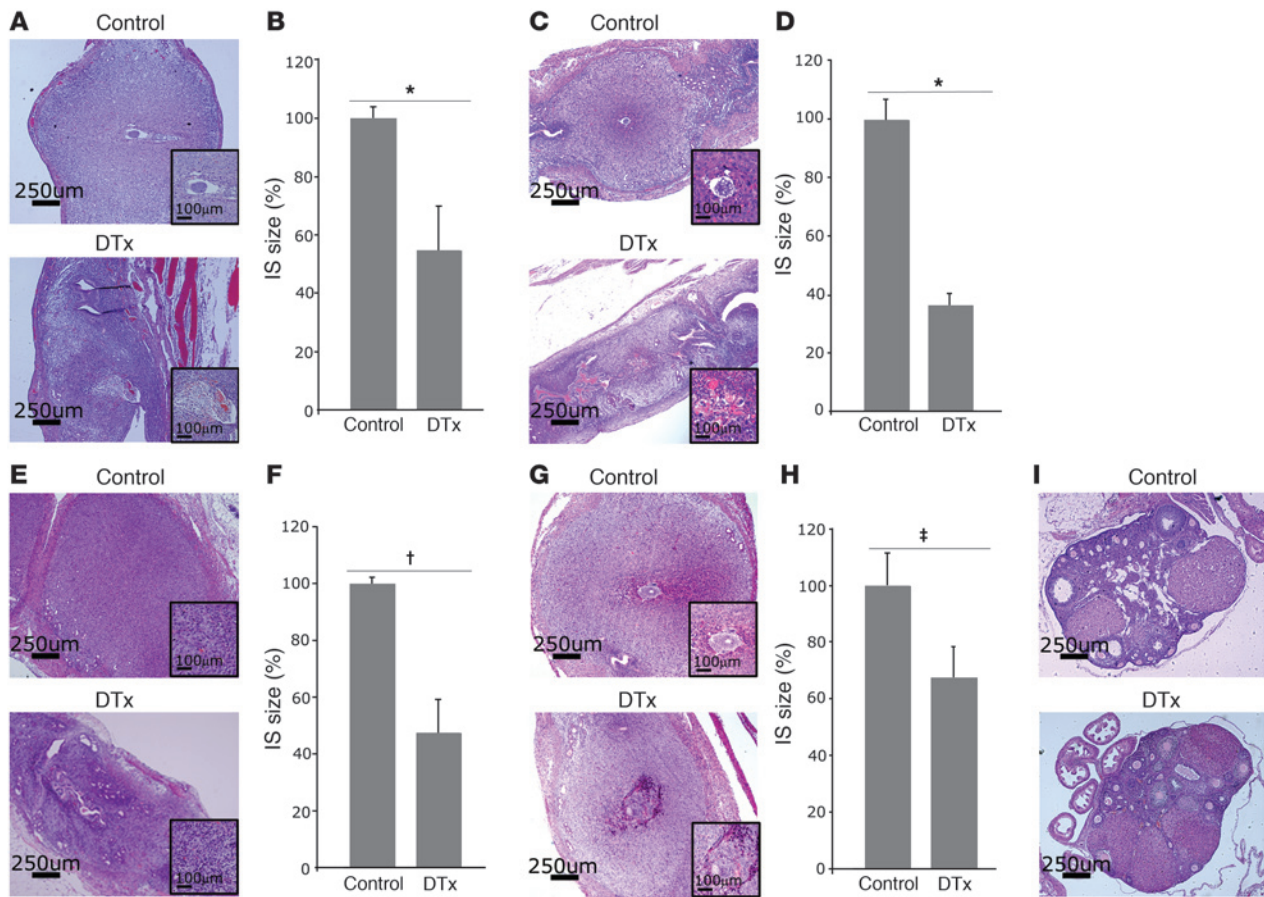 A
Control
250um
100µm
DTx
250um
100µm
B
*
IS size (%)
120
100
80
60
40
20
0
Control
DTx
C
Control
250um
100µm
DTx
250um
100µm
D
*
IS size (%)
120
100
80
60
40
20
0
Control
DTx
E
Control
250um
100µm
DTx
250um
100µm
F
†
IS size (%)
120
100
80
60
40
20
0
Control
DTx
G
Control
250um
100µm
DTx
250um
100µm
H
‡
IS size (%)
120
100
80
60
40
20
0
Control
DTx
I
Control
250um
DTx
250um